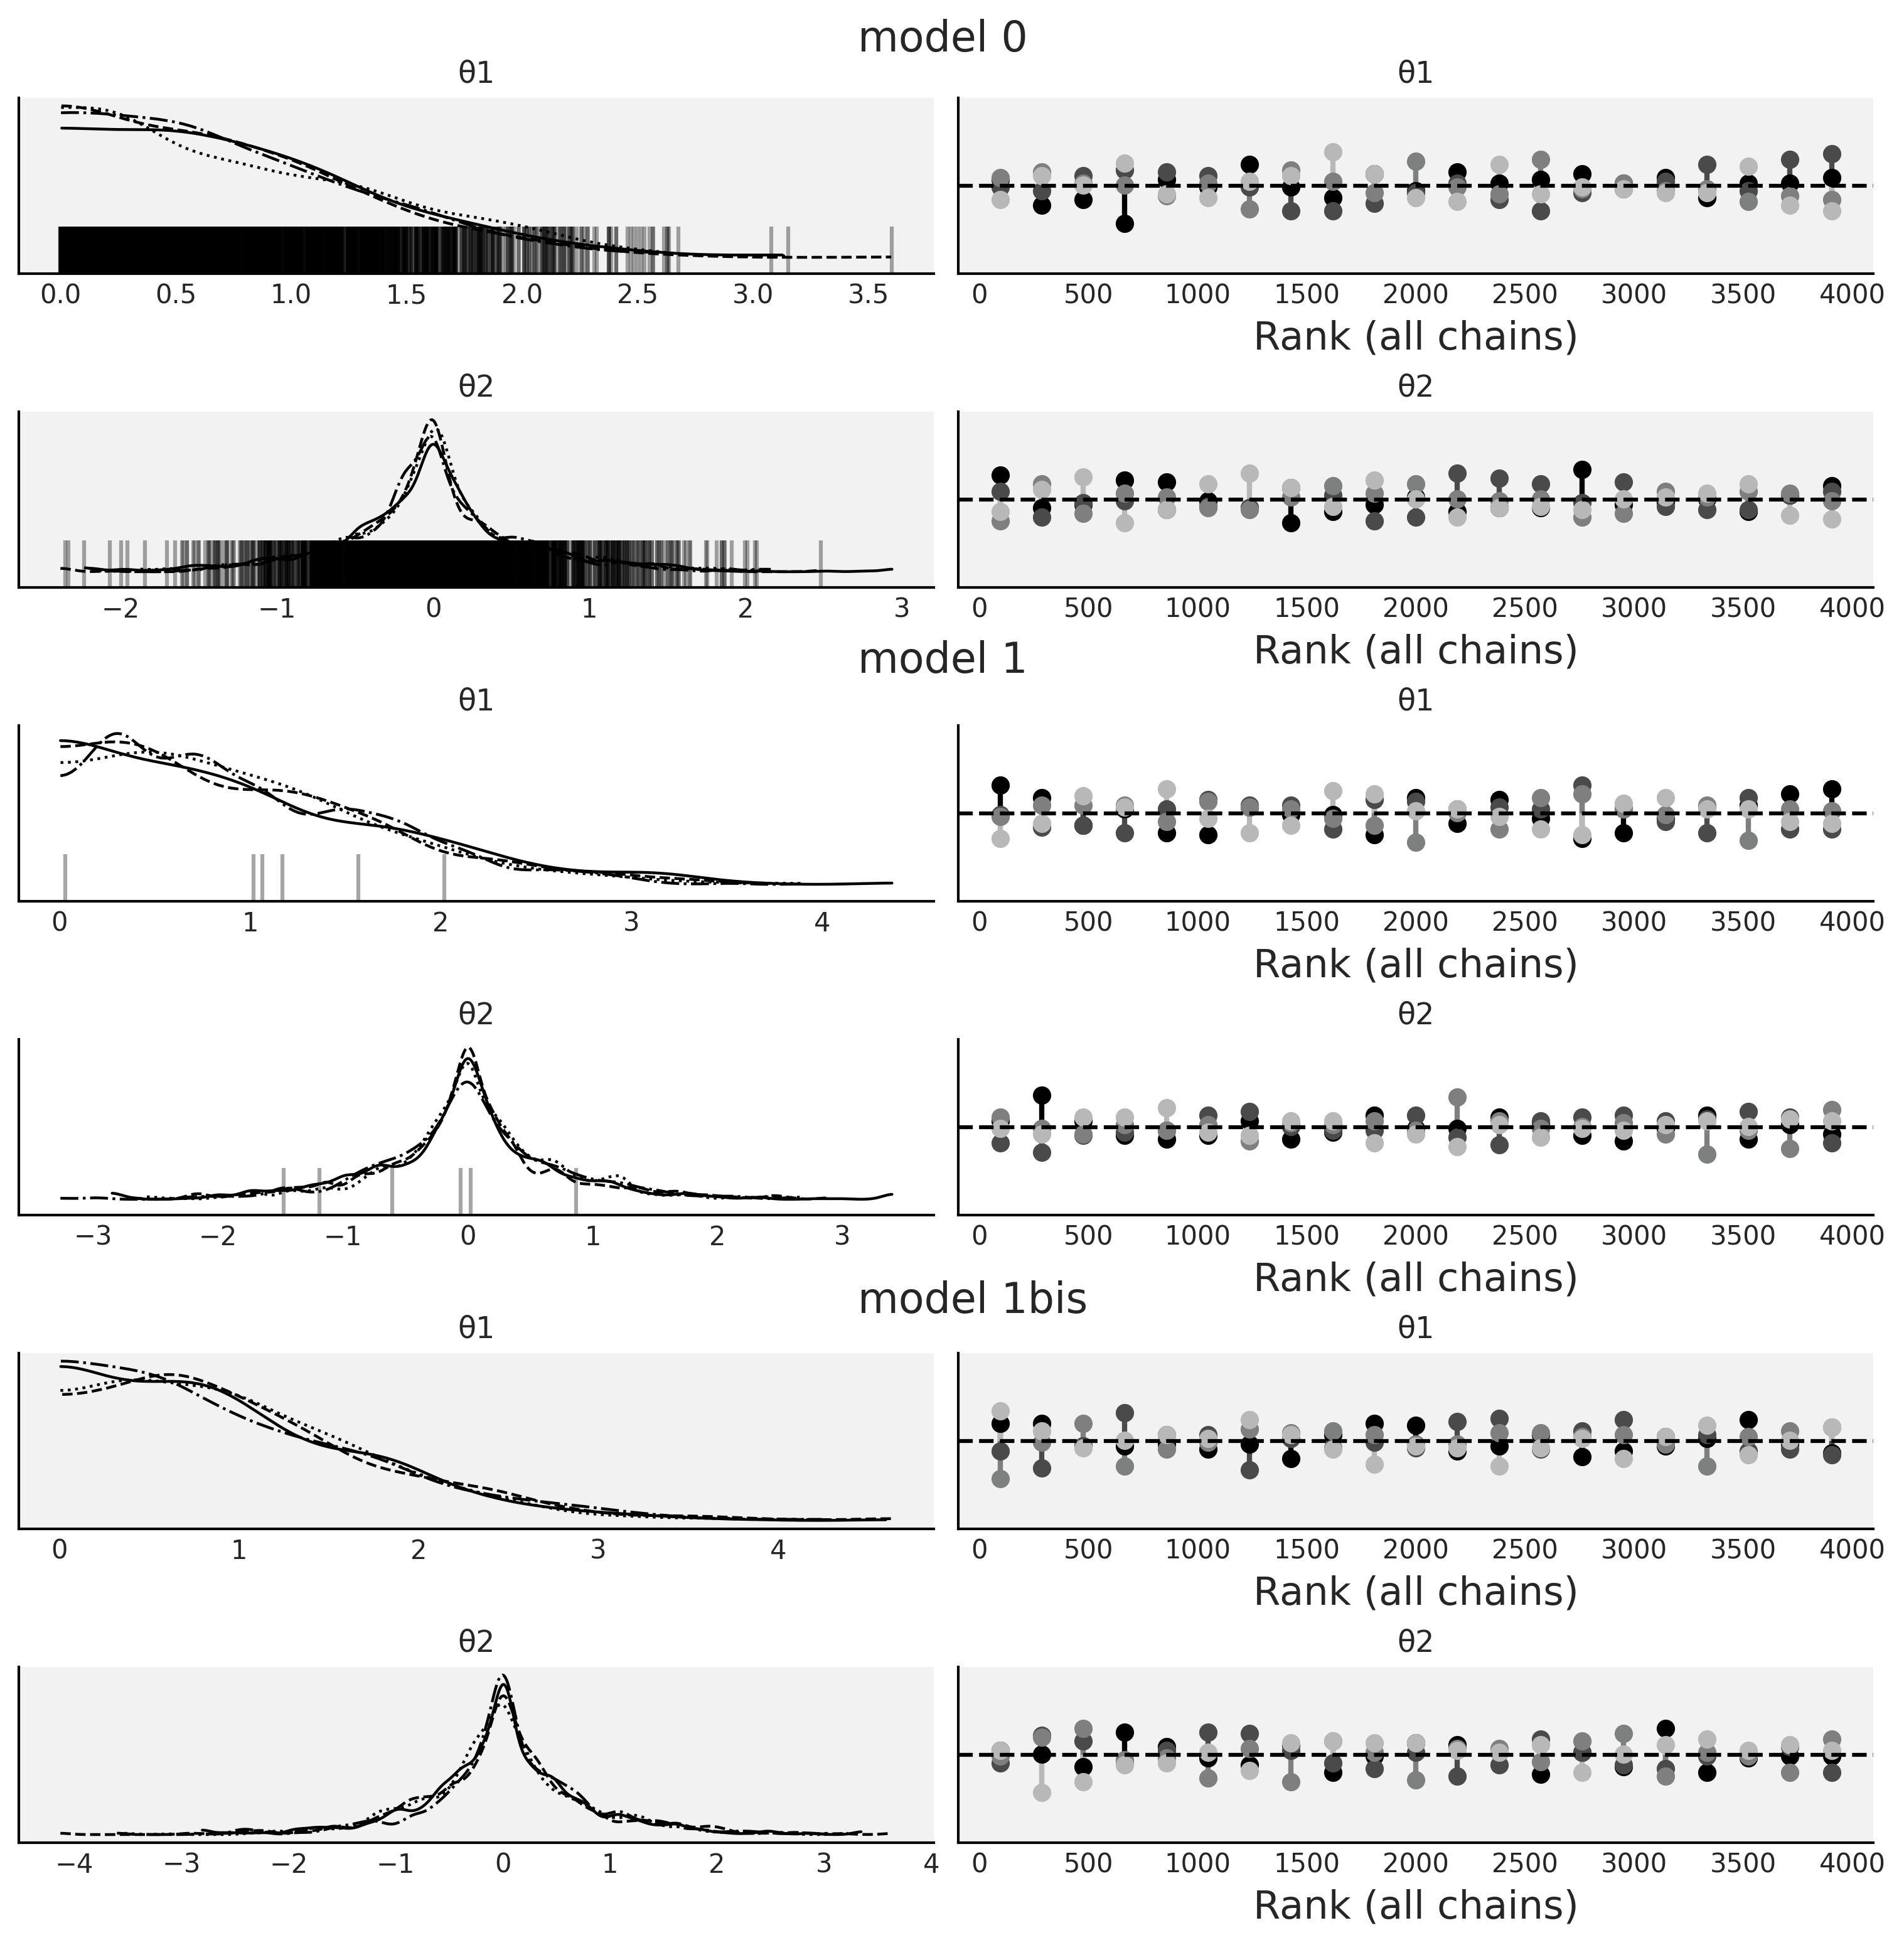 model 0
θ1 θ1
0.0 0.5 1.0 1.5 2.0 2.5 3.0 3.5 0 500 1000 1500 2000 2500 3000 3500 4000
Rank (all chains)
θ2 θ2
−2 −1 0 1 2 3 0 500 1000 1500 2000 2500 3000 3500 4000
Rank (all chains)
model 1
θ1 θ1
0 1 2 3 4 0 500 1000 1500 2000 2500 3000 3500 4000
Rank (all chains)
θ2 θ2
−3 −2 −1 0 1 2 3 0 500 1000 1500 2000 2500 3000 3500 4000
Rank (all chains)
model 1bis
θ1 θ1
0 1 2 3 4 0 500 1000 1500 2000 2500 3000 3500 4000
Rank (all chains)
θ2 θ2
−4 −3 −2 −1 0 1 2 3 4 0 500 1000 1500 2000 2500 3000 3500 4000
Rank (all chains)